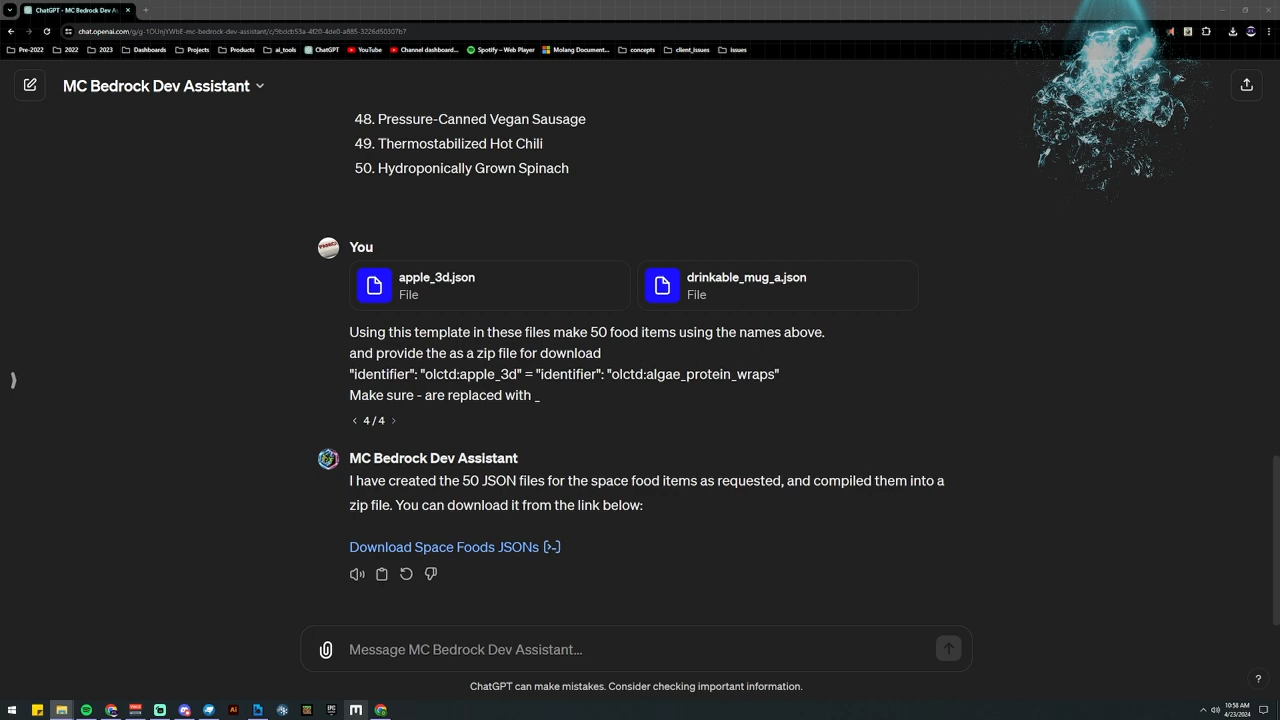 ChatGPT - MC Bedrock Dev A
chat.openai.com/g/g-1OUnjYWbE-mc-bedrock-dev-assistant/c/9bdcb53a-4f20-4de0-a885-3226d50307b7
Pre-2022 2022 2023 Dashboards Projects Products ai_tools ChatGPT YouTube Channel dashboard... Spotify – Web Player Molang Document... concepts client_issues issues
MC Bedrock Dev Assistant
48. Pressure-Canned Vegan Sausage
49. Thermostabilized Hot Chili
50. Hydroponically Grown Spinach
You
apple_3d.json
File
drinkable_mug_a.json
File
Using this template in these files make 50 food items using the names above.
and provide the as a zip file for download
"identifier": "olctd:apple_3d" = "identifier": "olctd:algae_protein_wraps"
Make sure - are replaced with _
4 / 4
MC Bedrock Dev Assistant
I have created the 50 JSON files for the space food items as requested, and compiled them into a
zip file. You can download it from the link below:
Download Space Foods JSONs [>-]
Message MC Bedrock Dev Assistant...
ChatGPT can make mistakes. Consider checking important information.
?
10:58 AM
4/23/2024